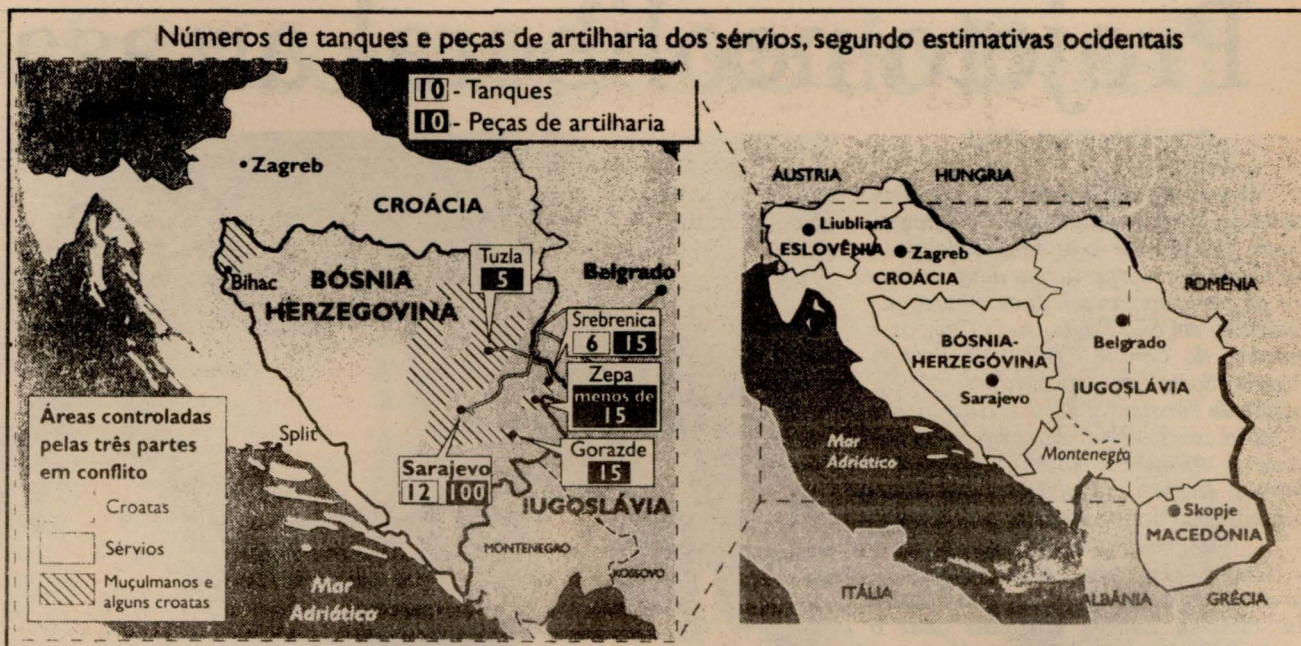 Números de tanques e peças de artilharia dos sérvios, segundo estimativas ocidentais
10 - Tanques
10 - Peças de artilharia
Zagreb
CROÁCIA
Tuzla
5
Bihac
BÓSNIA
HERZEGOVINA
Belgrado
Srebrenica
6 15
Zepa
menos de
15
Gorazde
15
Sarajevo
12 100
Split
IUGOSLÁVIA
MONTENEGRO
KOSSOVO
Mar
Adriático
Áreas controladas
pelas três partes
em conflito
Croatas
Sérvios
Muçulmanos e
alguns croatas
ÁUSTRIA
HUNGRIA
Liubliana
ESLOVÊNIA
Zagreb
CROÁCIA
ROMÊNIA
BÓSNIA-
HERZEGÓVINA
Sarajevo
Belgrado
IUGOSLÁVIA
Mar
Adriático
Montenegro
Skopje
MACEDÔNIA
ITÁLIA
ALBÂNIA
GRÉCIA